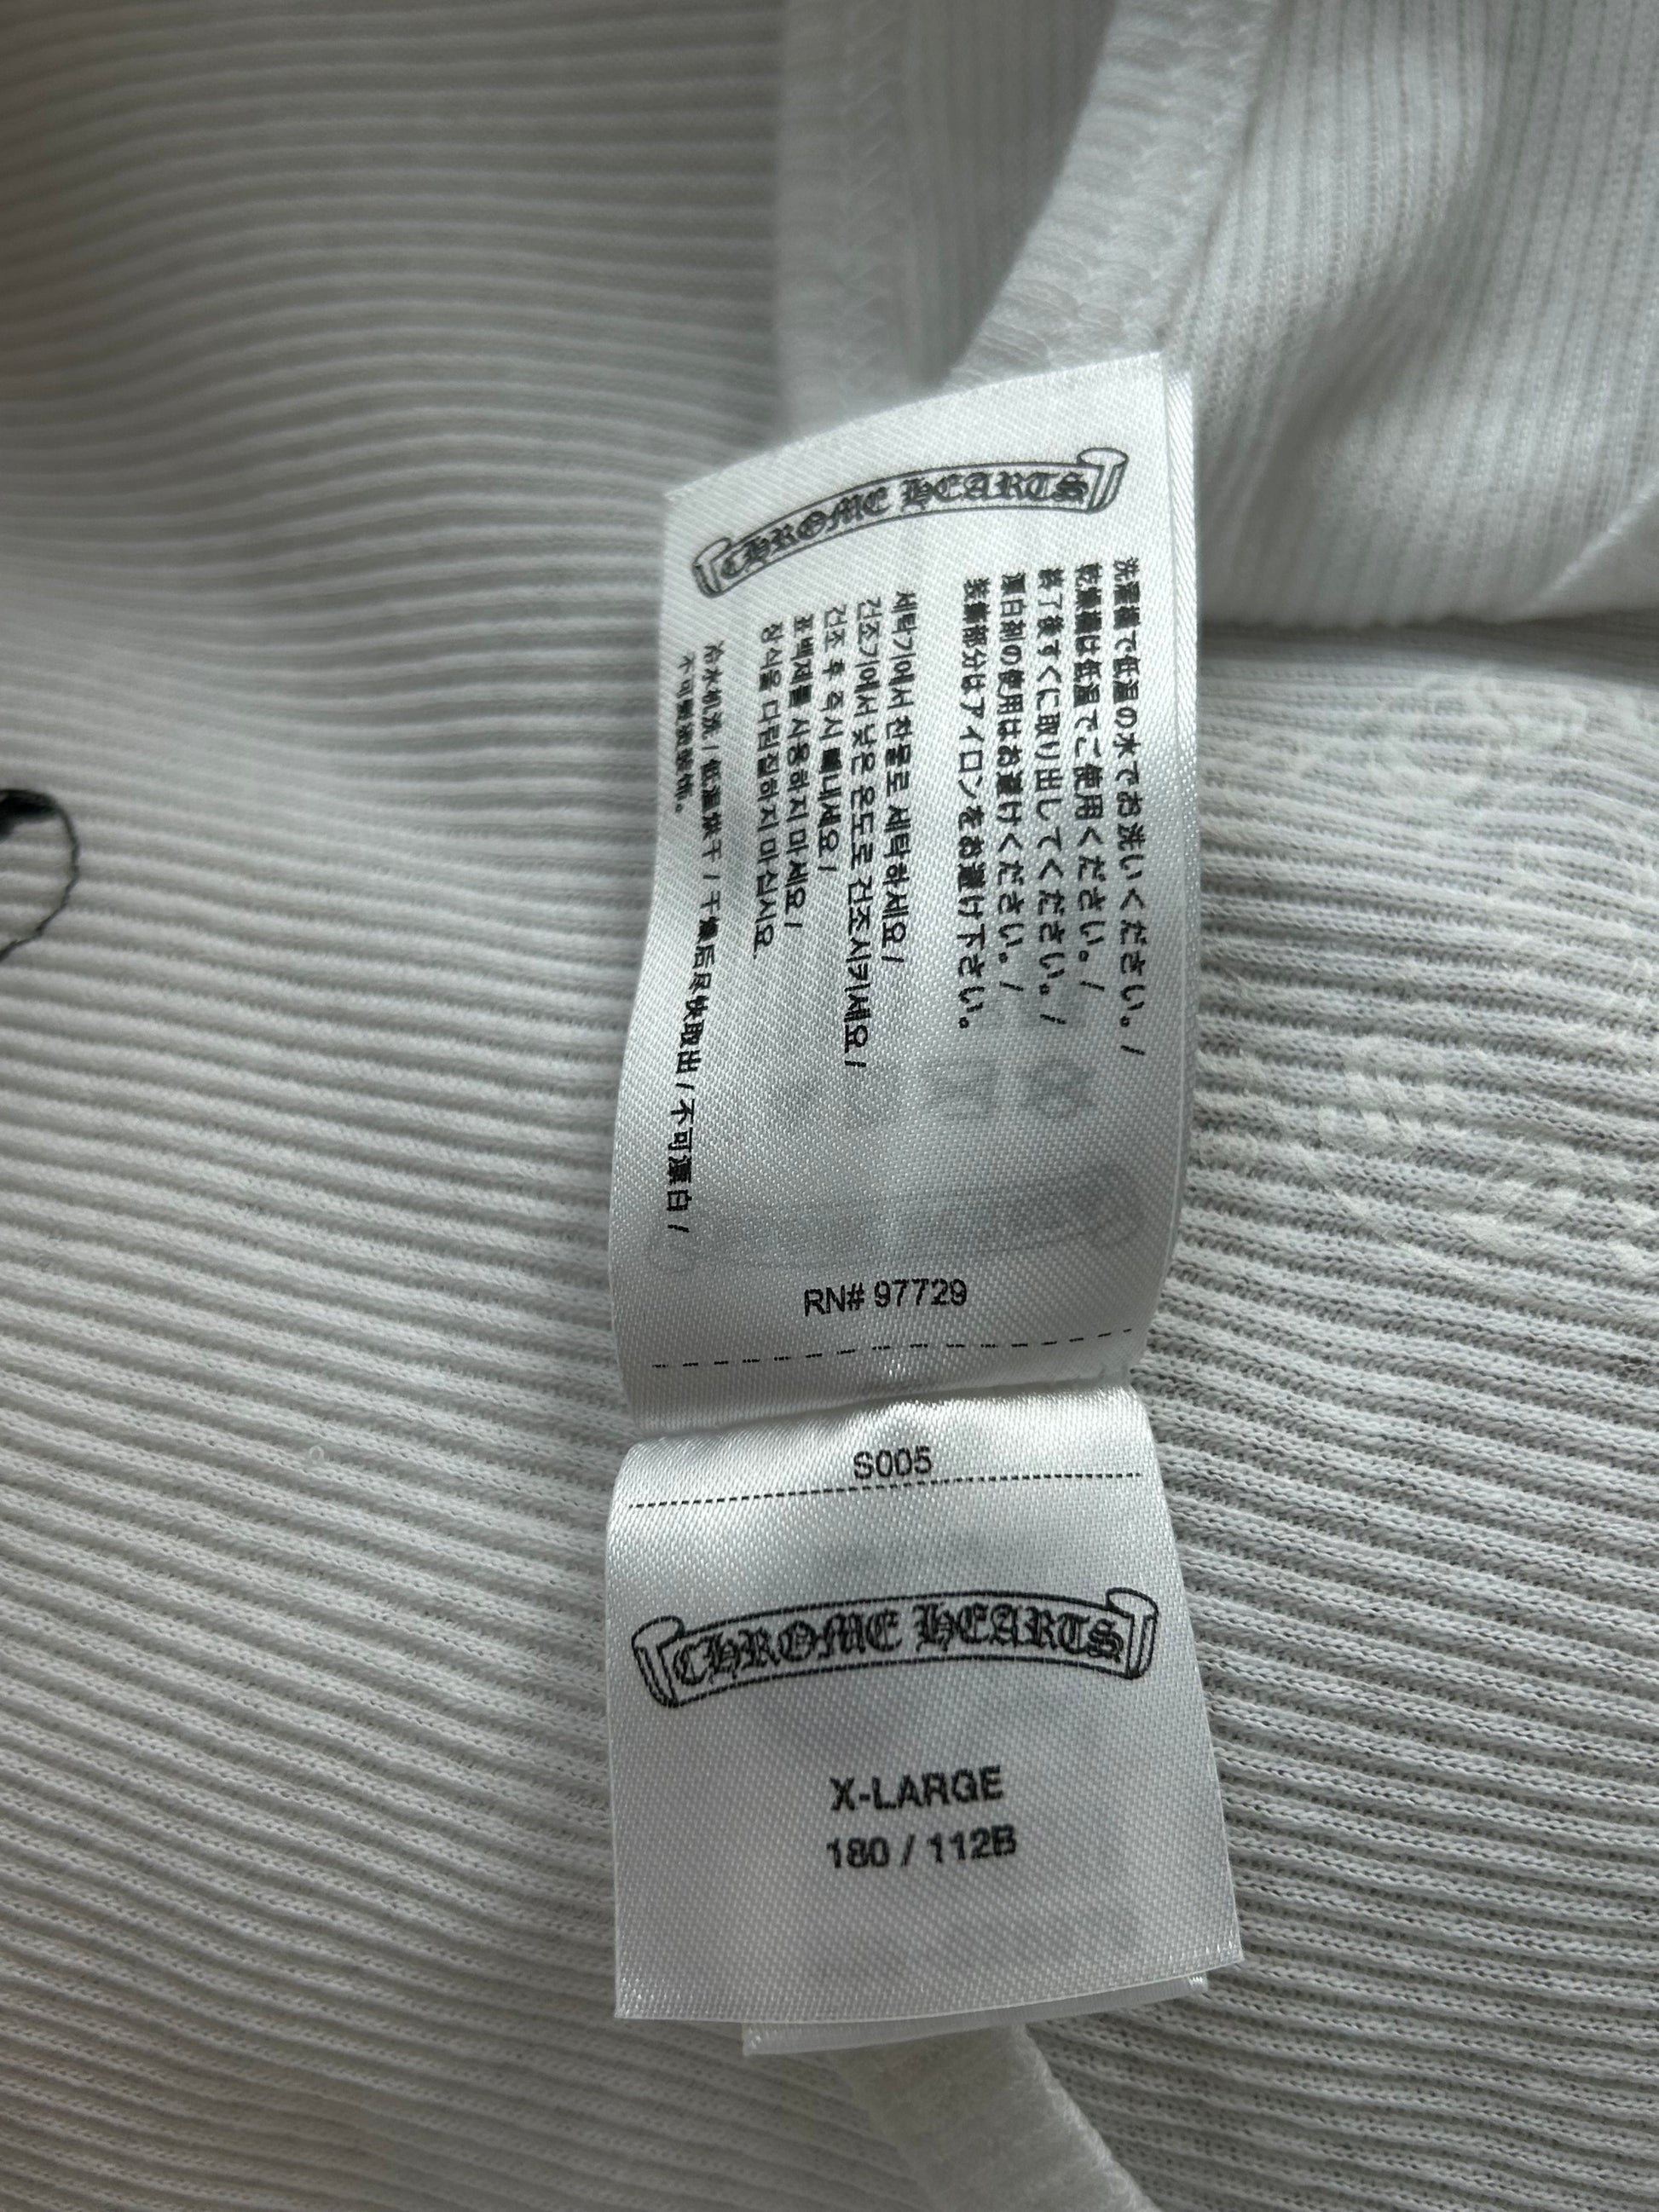 CHROME HEARTS
洗濯機で低温の水でお洗いください。/
乾燥機は低温でご使用ください。/
終了まますぐに取り出してください。/
漂白剤の使用はお避けください。/
装飾部分はアイロンをお避け下さい。
세탁기에서 찬물로 세탁하세요/
건조기에서 낮은 온도로 건조시키세요/
건조 후 즉시 빼내세요/
표백제를 사용하지 마세요/
장식을 다림질하지 마십시요.
冷水机洗 / 低温烘干 / 干燥后尽快取出 / 不可漂白 /
不可熨烫装饰。
RN# 97729
S005
CHROME HEARTS
X-LARGE
180 / 112B